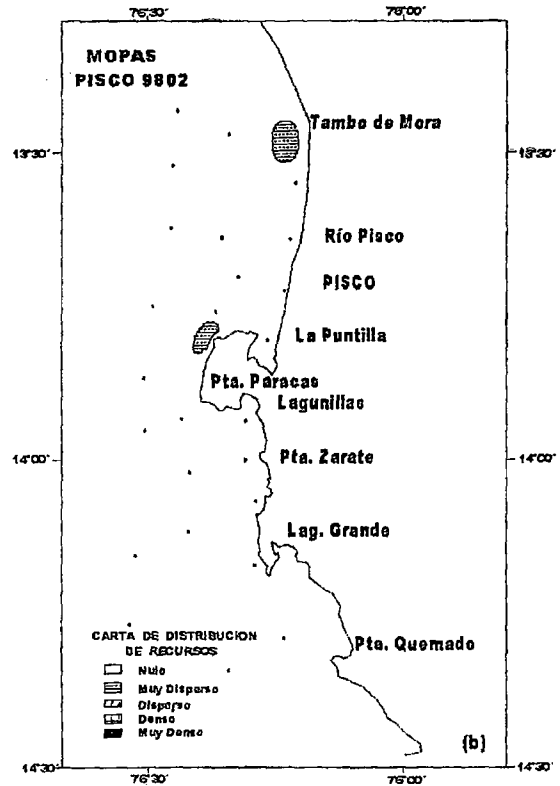 76°30' 76°00'
MOPAS
PISCO 9802
Tambo de Mora
13°30' 13°30'
Río Pisco
PISCO
La Puntilla
Pta. Paracas
Lagunillas
14°00' Pta. Zarate 14°00'
Lag. Grande
CARTA DE DISTRIBUCION
DE RECURSOS
Pta. Quemado
Nulo
Muy Disperso
Disperso
Denso
Muy Denso
(b)
14°30' 14°30'
76°30' 76°00'